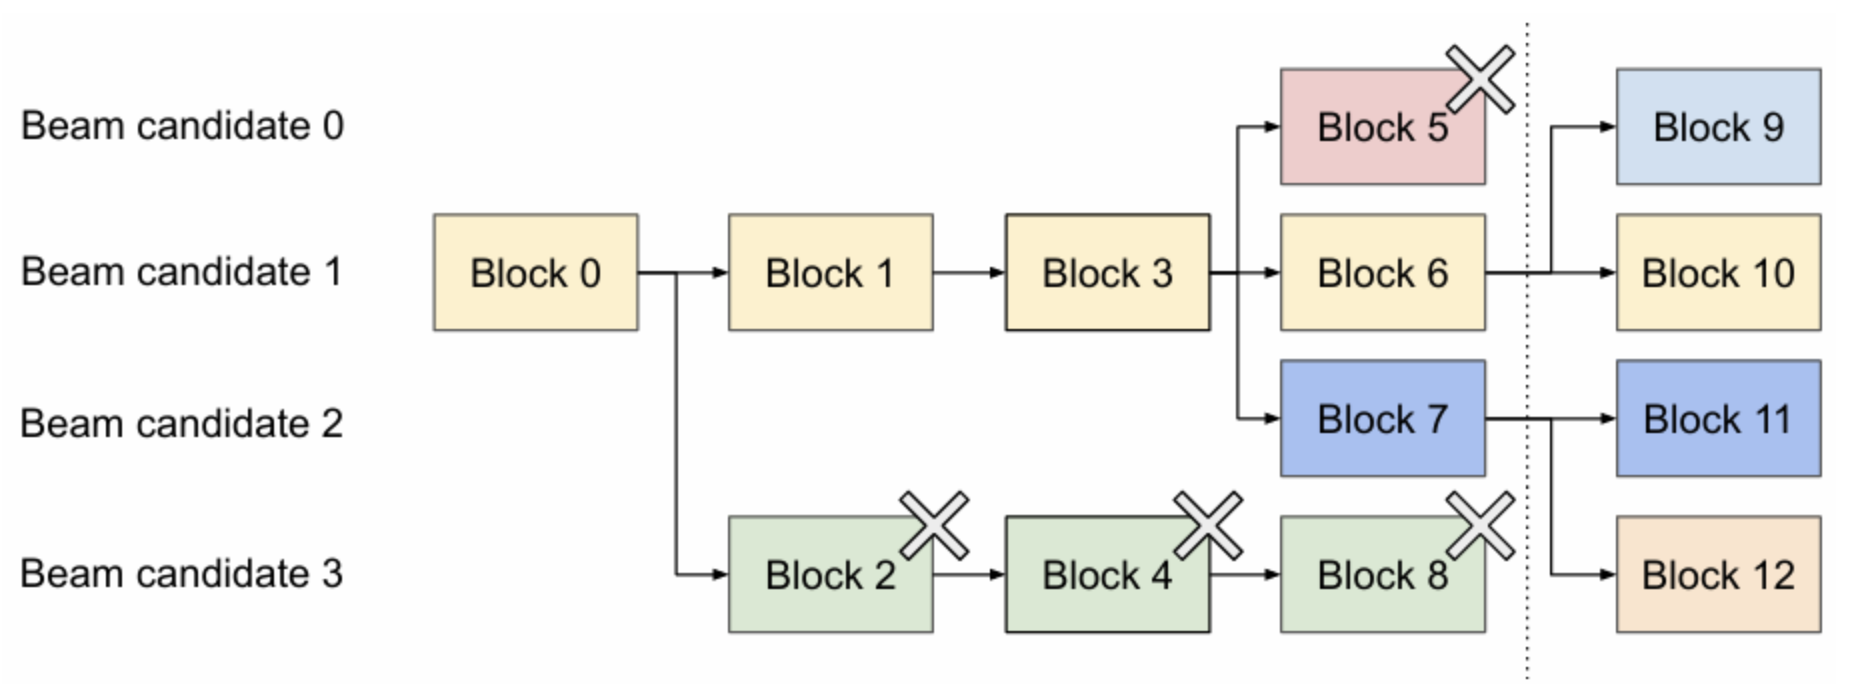 Beam candidate 0
Block 5
Block 9
Beam candidate 1
Block 0
Block 1
Block 3
Block 6
Block 10
Beam candidate 2
Block 7
Block 11
Beam candidate 3
Block 2
Block 4
Block 8
Block 12